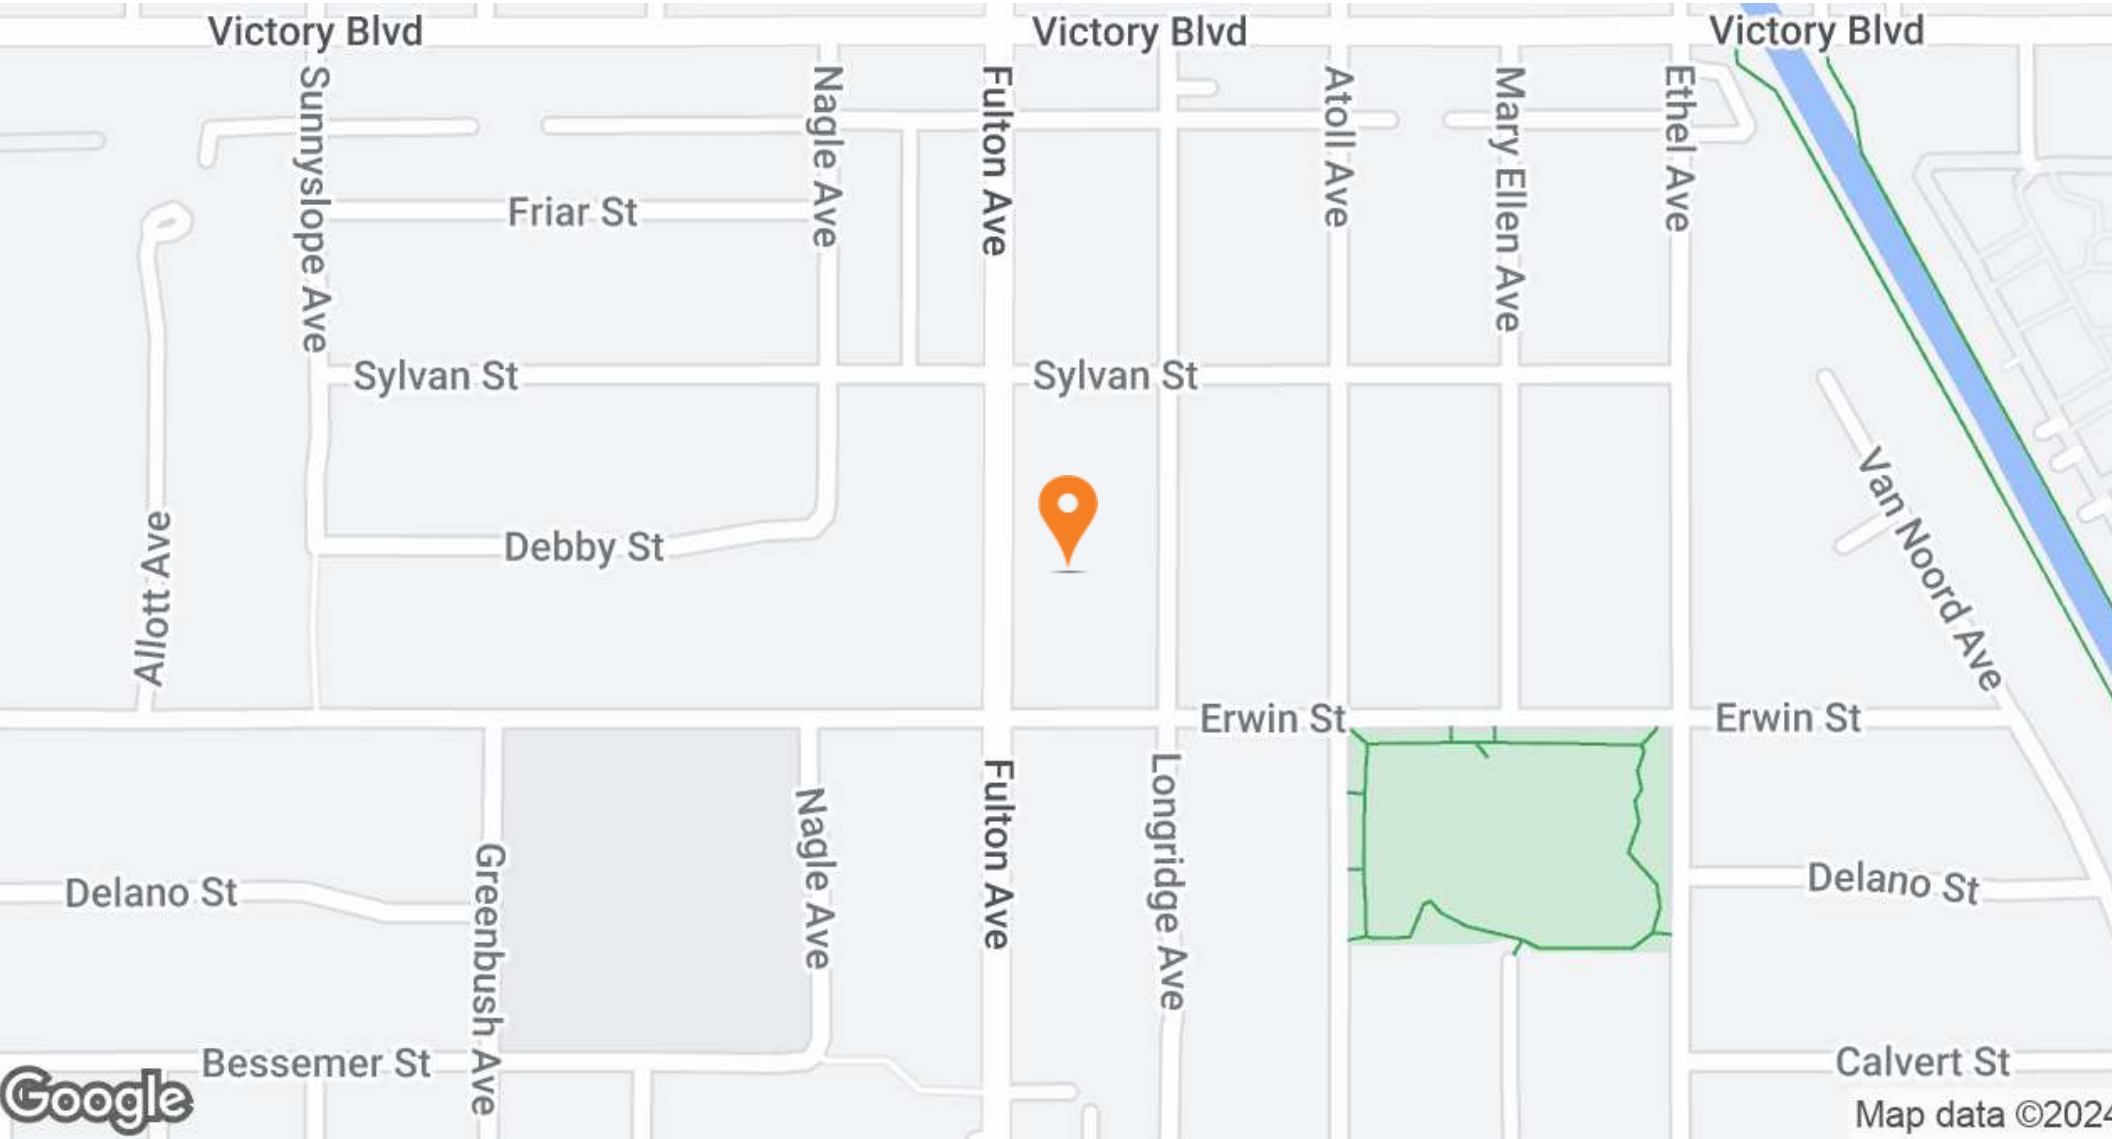 Victory Blvd
Victory Blvd
Victory Blvd
Sunnyslope Ave
Nagle Ave
Fulton Ave
Atoll Ave
Mary Ellen Ave
Ethel Ave
Friar St
Sylvan St
Sylvan St
Van Noord Ave
Allott Ave
Debby St
Erwin St
Erwin St
Fulton Ave
Longridge Ave
Nagle Ave
Greenbush Ave
Delano St
Delano St
Bessemer St
Calvert St
Google
Map data ©2024